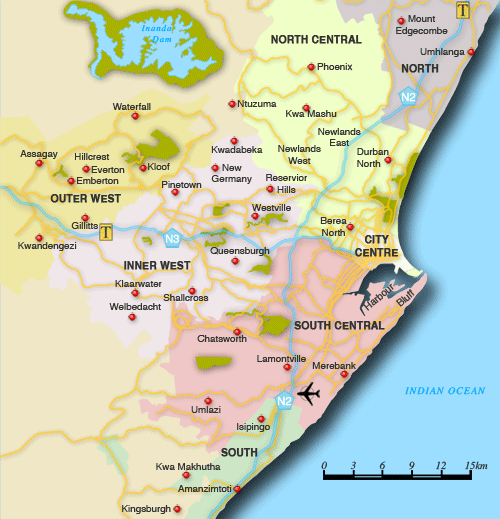 Inanda
Dam
T
Mount
Edgecombe
NORTH CENTRAL
Umhlanga
Phoenix
NORTH
N2
Waterfall
Ntuzuma
Kwa Mashu
Newlands
East
Assagay
Hillcrest
Kwadabeka
Newlands
West
Durban
North
Everton
Kloof
New
Germany
Reservior
Hills
Emberton
Pinetown
OUTER WEST
Westville
Gillitts
T
Berea
North
Kwandengezi
N3
Queensburgh
CITY
CENTRE
INNER WEST
Klaarwater
Shallcross
Harbour
Bluff
Welbedacht
SOUTH CENTRAL
Chatsworth
Lamontville
Merebank
INDIAN OCEAN
N2
Umlazi
Isipingo
SOUTH
Kwa Makhutha
Amanzimtoti
Kingsburgh
0 3 6 9 12 15km